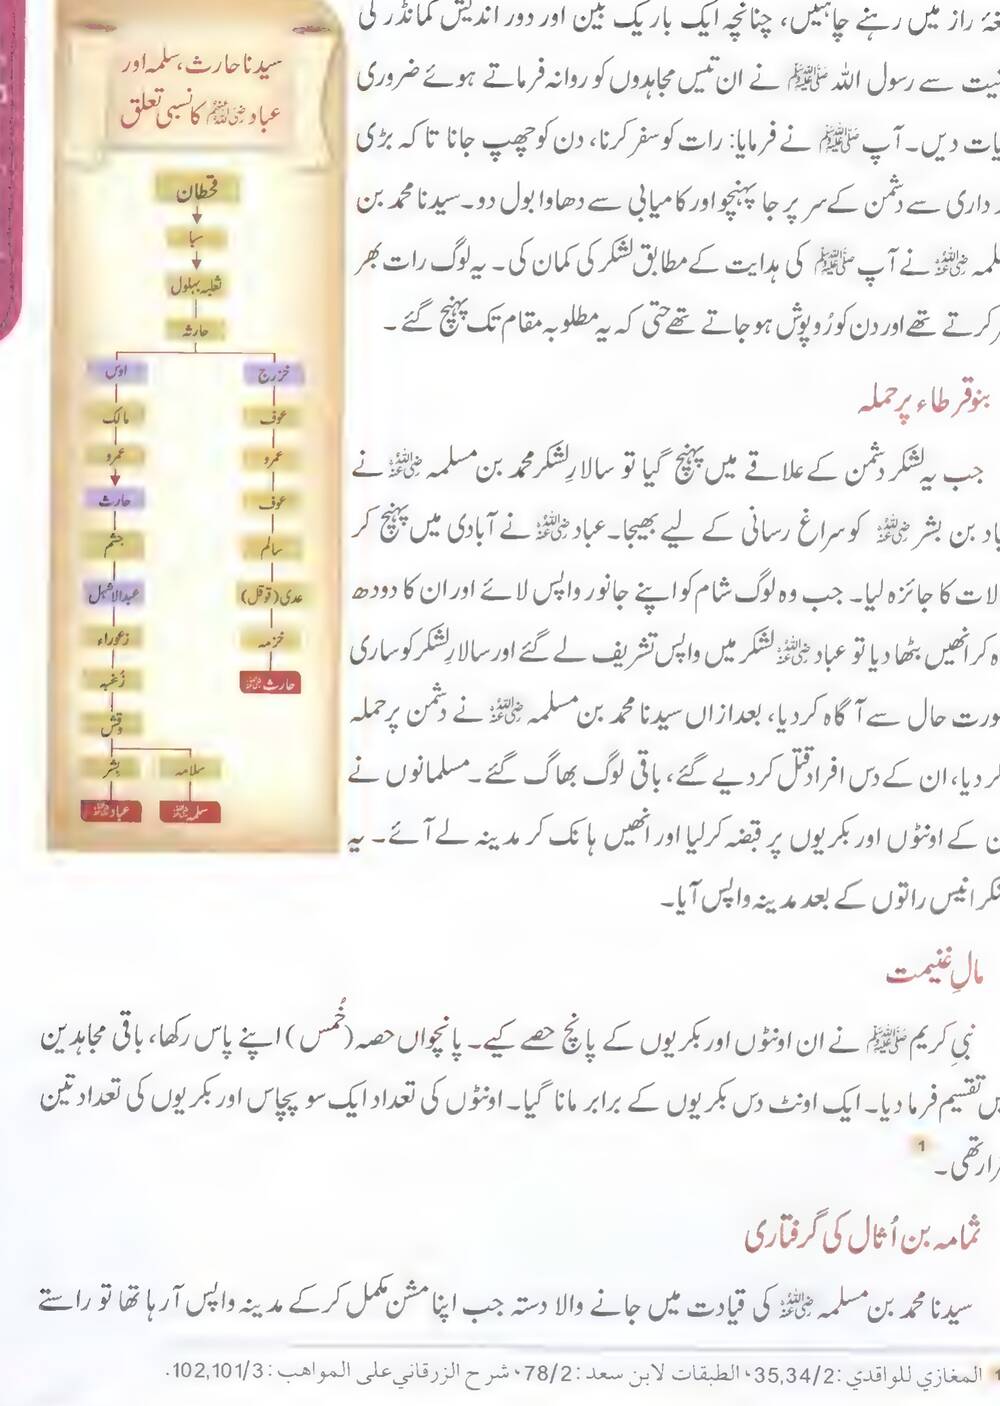 راز میں رہنے چاہییں، چنانچہ ایک باریک بین اور دور اندیش کمانڈر کی
سے رسول اللہ ﷺ نے ان تیس مجاہدوں کو روانہ فرماتے ہوئے ضروری
دیں۔ آپ ﷺ نے فرمایا: رات کو سفر کرنا، دن کو چھپ جانا تاکہ بڑی
داری سے دشمن کے سر پر جا پہنچو اور کامیابی سے دھاوا بول دو۔ سیدنا محمد بن
نے آپ ﷺ کی ہدایت کے مطابق لشکر کی کمان کی۔ یہ لوگ رات بھر
کرتے تھے اور دن کو رُوپوش ہو جاتے تھے حتی کہ یہ مطلوبہ مقام تک پہنچ گئے۔
بنو قرطاء پر حملہ
جب یہ لشکر دشمن کے علاقے میں پہنچ گیا تو سالارِ لشکر محمد بن مسلمہ رضی اللہ عنہ نے
بن بشر رضی اللہ عنہ کو سراغ رسانی کے لیے بھیجا۔ عباد رضی اللہ عنہ نے آبادی میں پہنچ کر
کا جائزہ لیا۔ جب وہ لوگ شام کو اپنے جانور واپس لائے اور ان کا دودھ
کر انھیں بٹھا دیا تو عباد رضی اللہ عنہ لشکر میں واپس تشریف لے گئے اور سالارِ لشکر کو ساری
حال سے آگاہ کر دیا، بعدازاں سیدنا محمد بن مسلمہ رضی اللہ عنہ نے دشمن پر حملہ
کر دیا، ان کے دس افراد قتل کر دیے گئے، باقی لوگ بھاگ گئے۔ مسلمانوں نے
کے اونٹوں اور بکریوں پر قبضہ کر لیا اور انھیں ہانک کر مدینہ لے آئے۔ یہ
انیس راتوں کے بعد مدینہ واپس آیا۔
سیدنا حارث، سلمہ اور
عباد رضی اللہ عنہم کا نسبی تعلق
قحطان
سبا
ثعلبہ بہلول
حارثہ
خزرج
عوف
عمرو
عوف
سالم
عدی (قوقل)
خزمہ
حارث رضی اللہ عنہ
اوس
مالک
عمرو
حارث
جشم
عبدالاشہل
زعوراء
زُغبہ
وقش
سلامہ
سلمہ رضی اللہ عنہ
بشر
عباد رضی اللہ عنہ
مالِ غنیمت
نبیِ کریم ﷺ نے ان اونٹوں اور بکریوں کے پانچ حصے کیے۔ پانچواں حصہ (خُمس) اپنے پاس رکھا، باقی مجاہدین
تقسیم فرما دیا۔ ایک اونٹ دس بکریوں کے برابر مانا گیا۔ اونٹوں کی تعداد ایک سو پچاس اور بکریوں کی تعداد تین
تھی۔ 1
ثمامہ بن اُثال کی گرفتاری
سیدنا محمد بن مسلمہ رضی اللہ عنہ کی قیادت میں جانے والا دستہ جب اپنا مشن مکمل کر کے مدینہ واپس آ رہا تھا تو راستے
1 المغازي للواقدي: 35,34/2، الطبقات لابن سعد: 78/2، شرح الزرقاني على المواهب: 102,101/3.